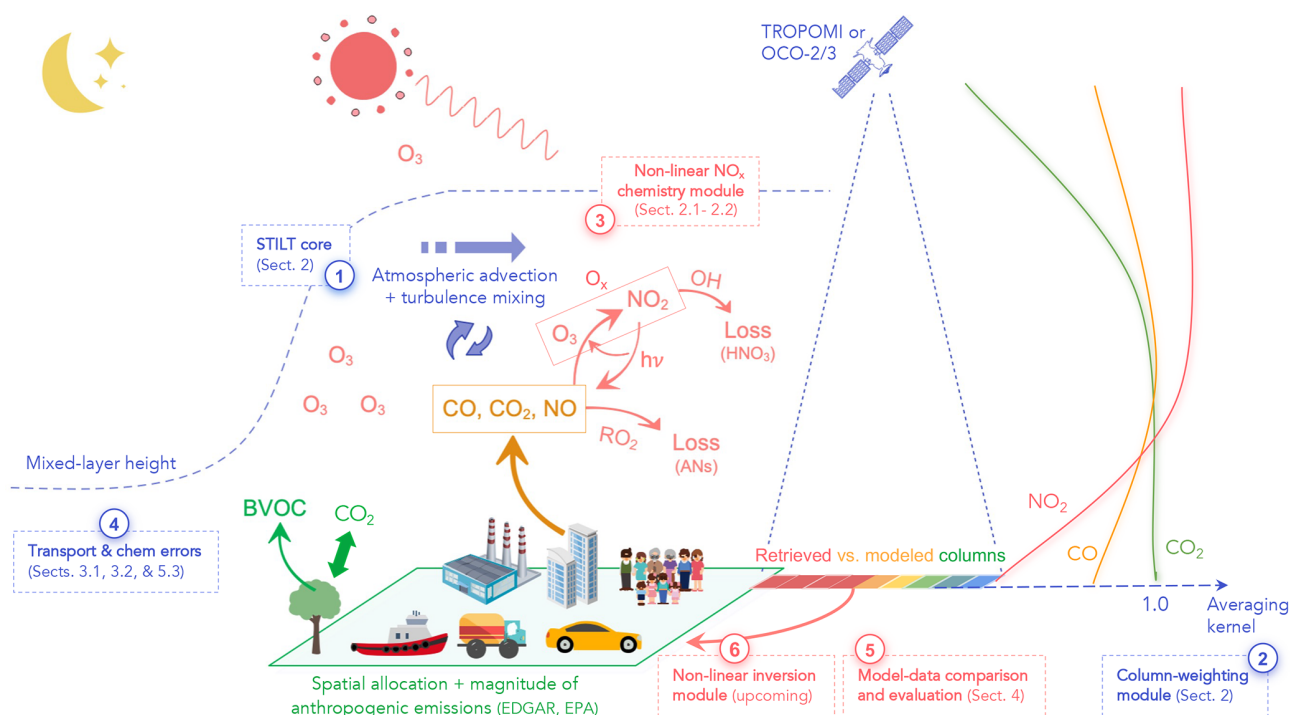 TROPOMI or
OCO-2/3
O₃
Non-linear NOₓ
chemistry module
(Sect. 2.1- 2.2)
3
STILT core
(Sect. 2)
1
Atmospheric advection
+ turbulence mixing
Oₓ
NO₂
OH
O₃
hν
Loss
(HNO₃)
O₃
O₃ O₃
CO, CO₂, NO
RO₂
Loss
(ANs)
Mixed-layer height
4
Transport & chem errors
(Sects. 3.1, 3.2, & 5.3)
BVOC
CO₂
NO₂
CO
CO₂
Retrieved vs. modeled columns
1.0
Averaging
kernel
6
Non-linear inversion
module (upcoming)
5
Model-data comparison
and evaluation (Sect. 4)
2
Column-weighting
module (Sect. 2)
Spatial allocation + magnitude of
anthropogenic emissions (EDGAR, EPA)